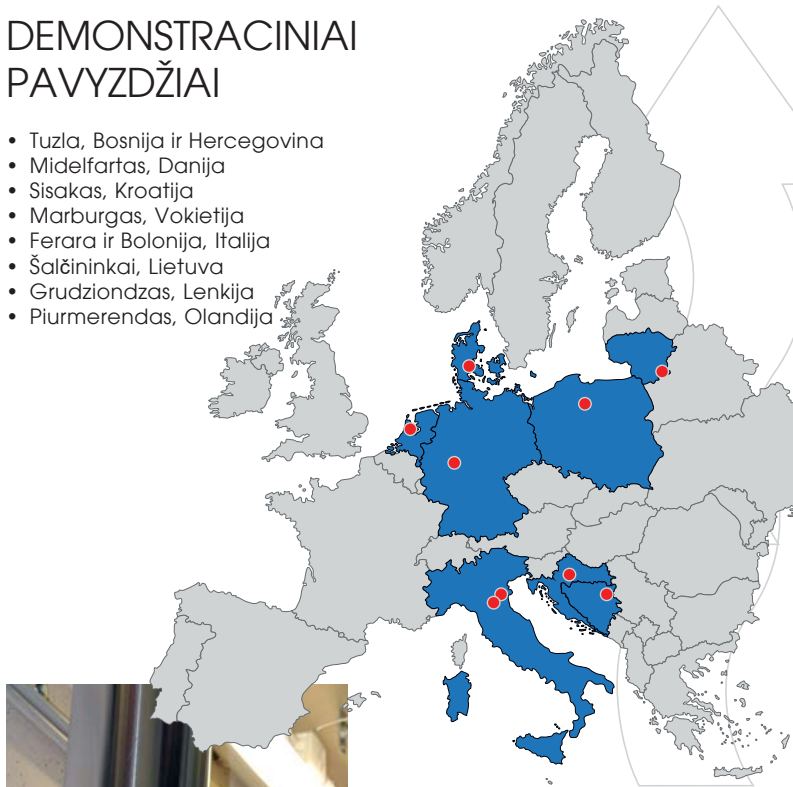 DEMONSTRACINIAI
PAVYZDŽIAI
• Tuzla, Bosnija ir Hercegovina
• Midelfartas, Danija
• Sisakas, Kroatija
• Marburgas, Vokietija
• Ferara ir Bolonija, Italija
• Šalčininkai, Lietuva
• Grudziondzas, Lenkija
• Piurmerendas, Olandija